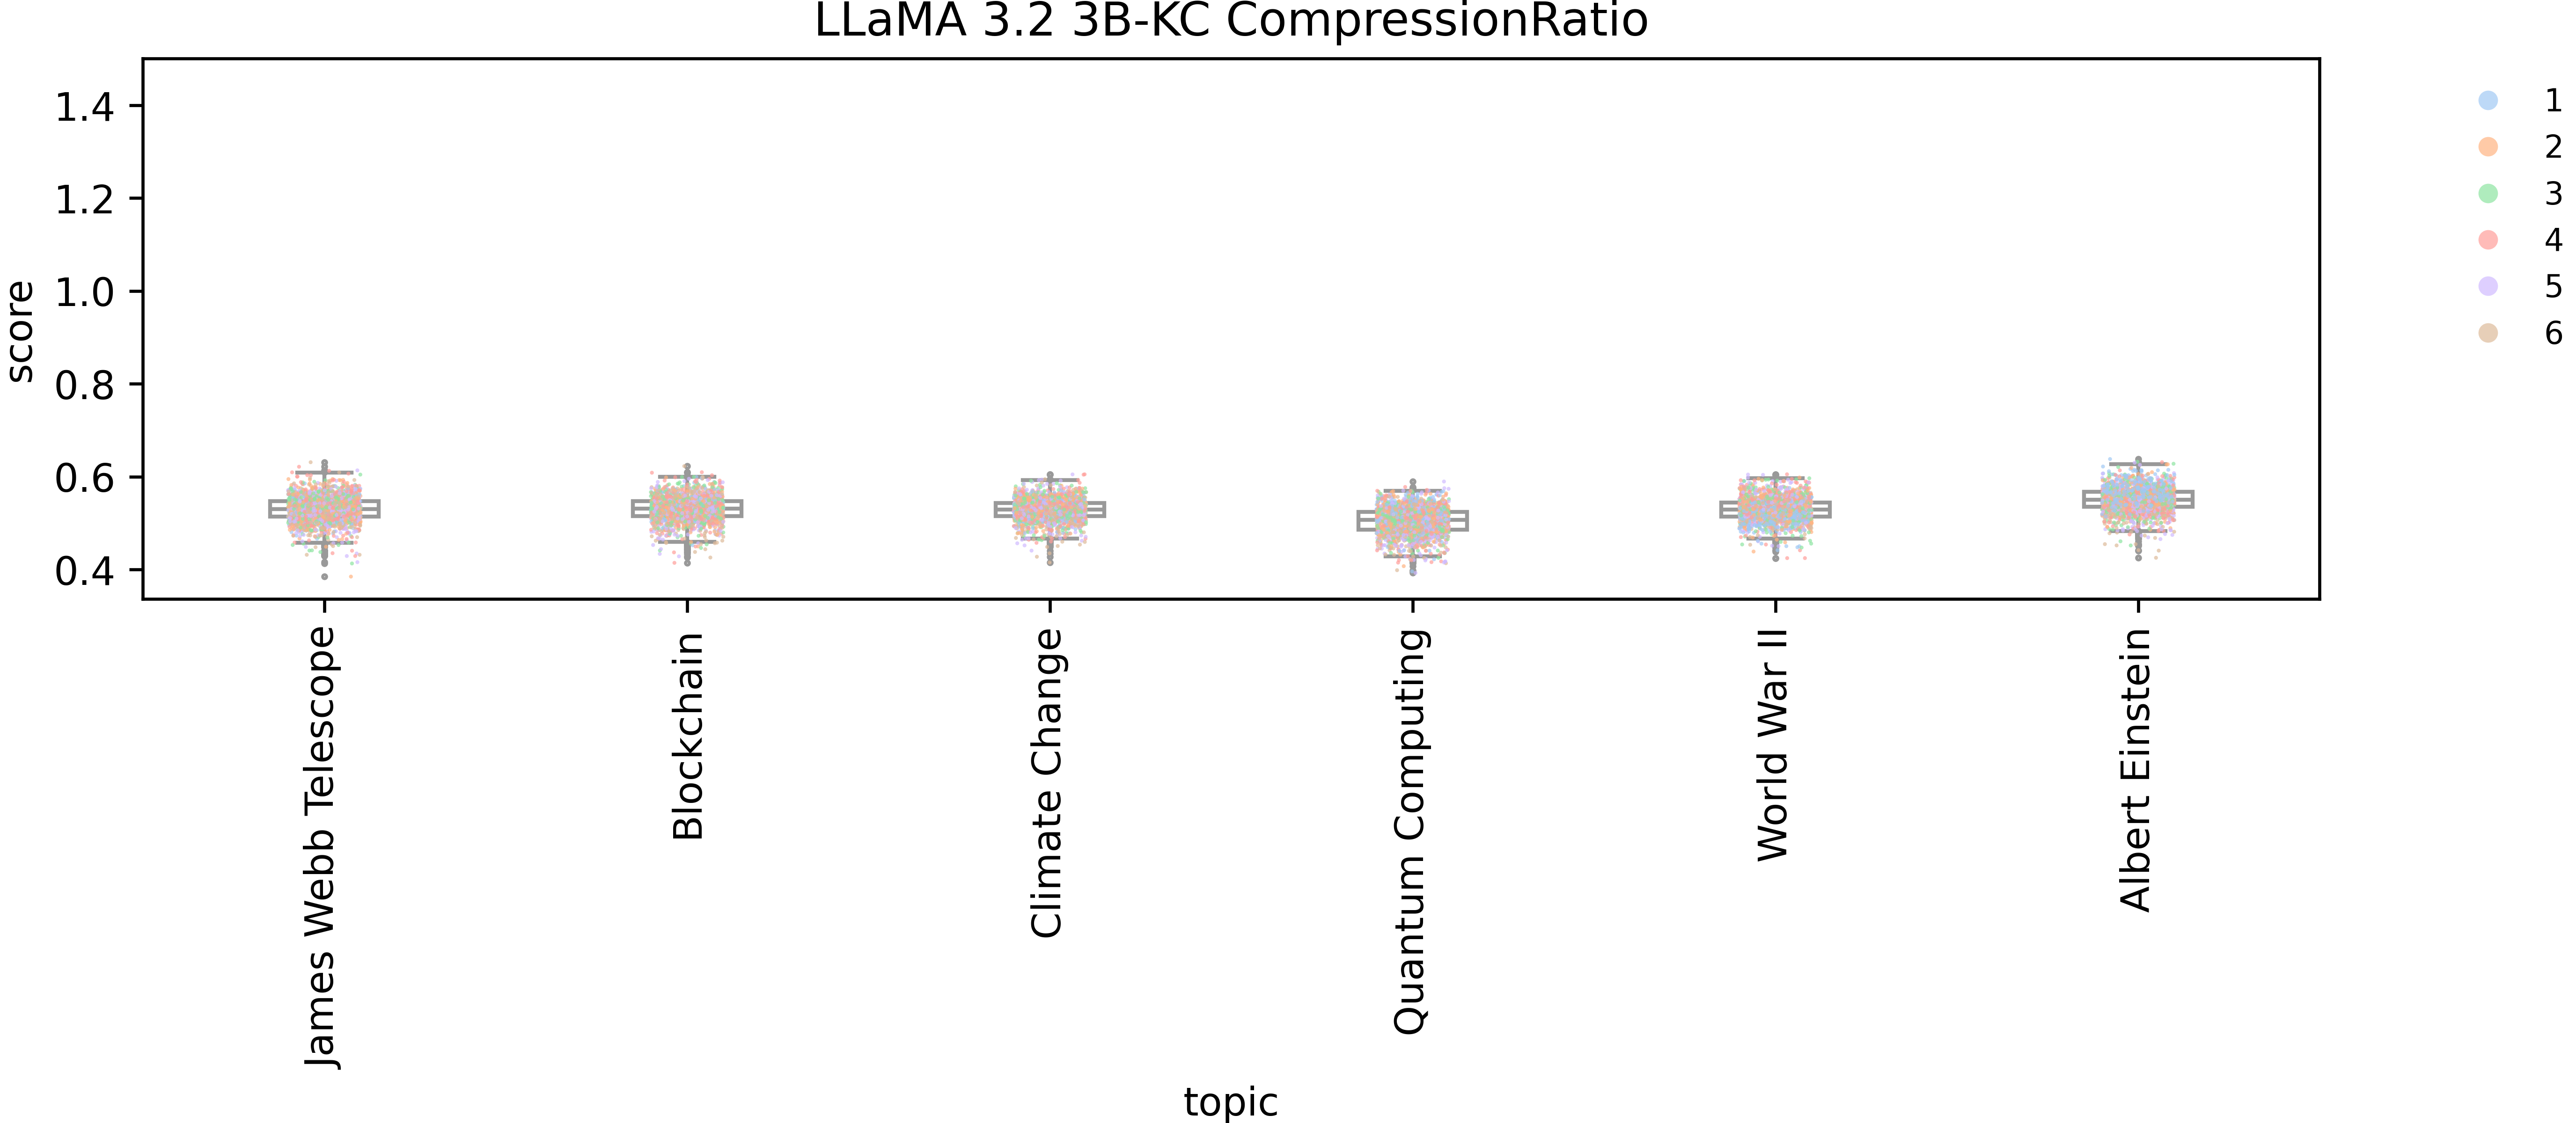 LLaMA 3.2 3B-KC CompressionRatio
score
1.4
1.2
1.0
0.8
0.6
0.4
James Webb Telescope
Blockchain
Climate Change
Quantum Computing
World War II
Albert Einstein
topic
1
2
3
4
5
6